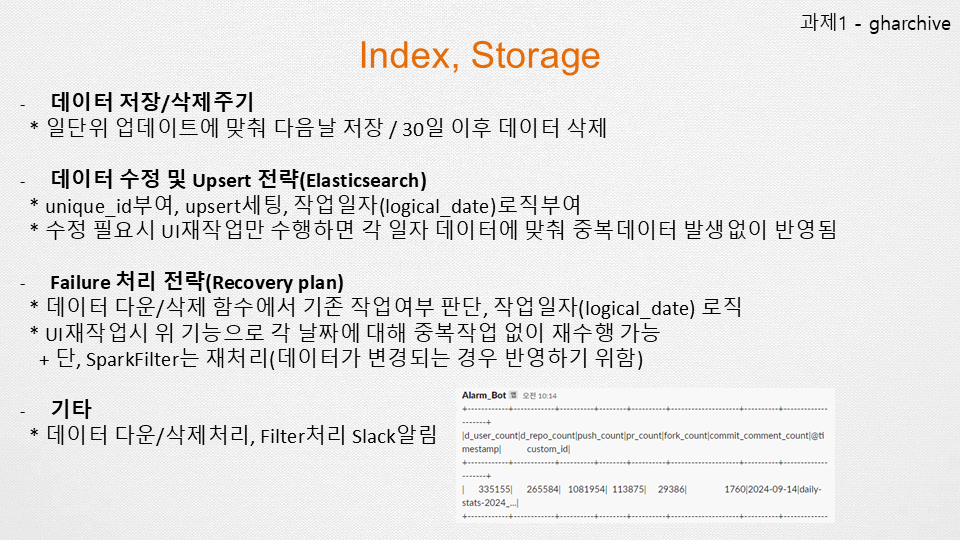 과제1 - gharchive
Index, Storage
- 데이터 저장/삭제주기
* 일단위 업데이트에 맞춰 다음날 저장 / 30일 이후 데이터 삭제
- 데이터 수정 및 Upsert 전략(Elasticsearch)
* unique_id부여, upsert세팅, 작업일자(logical_date)로직부여
* 수정 필요시 UI재작업만 수행하면 각 일자 데이터에 맞춰 중복데이터 발생없이 반영됨
- Failure 처리 전략(Recovery plan)
* 데이터 다운/삭제 함수에서 기존 작업여부 판단, 작업일자(logical_date) 로직
* UI재작업시 위 기능으로 각 날짜에 대해 중복작업 없이 재수행 가능
+ 단, SparkFilter는 재처리(데이터가 변경되는 경우 반영하기 위함)
- 기타
* 데이터 다운/삭제처리, Filter처리 Slack알림
Alarm_Bot 앱 오전 10:14
+-----------+-----------+----------+--------+----------+--------------------+----------+------------
-------+
|d_user_count|d_repo_count|push_count|pr_count|fork_count|commit_comment_count|@ti
mestamp| custom_id|
+-----------+-----------+----------+--------+----------+--------------------+----------+------------
-------+
| 335155| 265584| 1081954| 113875| 29386| 1760|2024-09-14|daily-
stats-2024_...|
+-----------+-----------+----------+--------+----------+--------------------+----------+------------